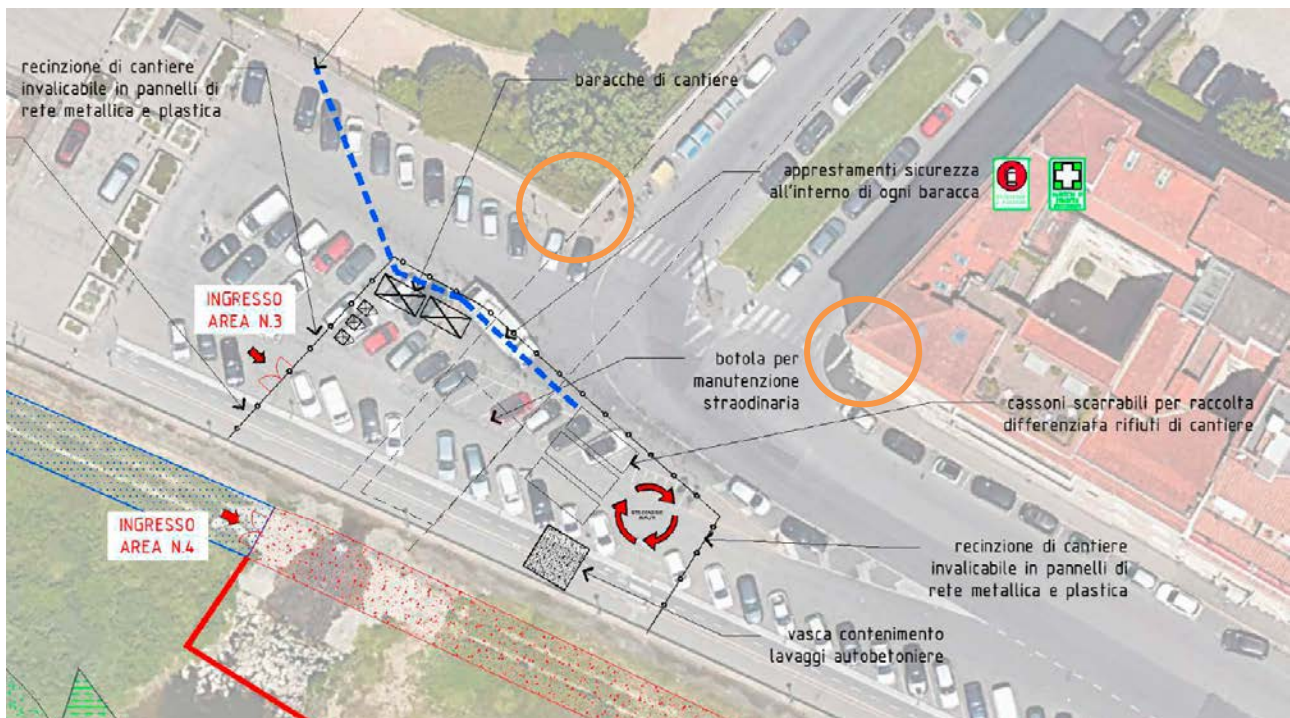 recinzione di cantiere
invalicabile in pannelli di
rete metallica e plastica
baracche di cantiere
apprestamenti sicurezza
all'interno di ogni baracca
INGRESSO
AREA N.3
botola per
manutenzione
straodinaria
cassoni scarrabili per raccolta
differenziata rifiuti di cantiere
INGRESSO
AREA N.4
recinzione di cantiere
invalicabile in pannelli di
rete metallica e plastica
vasca contenimento
lavaggi autobetoniere